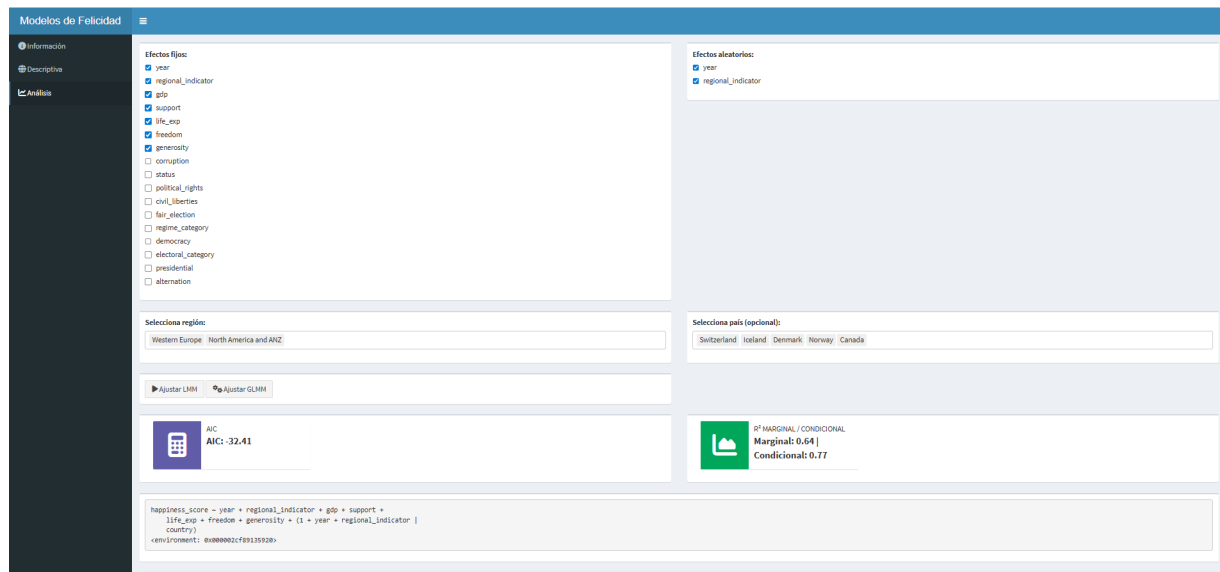 Modelos de Felicidad
Información
Descriptiva
Análisis
Efectos fijos:
year
regional_indicator
gdp
support
life_exp
freedom
generosity
corruption
status
political_rights
civil_liberties
fair_election
regime_category
democracy
electoral_category
presidential
alternation
Efectos aleatorios:
year
regional_indicator
Selecciona región:
Western Europe North America and ANZ
Selecciona país (opcional):
Switzerland Iceland Denmark Norway Canada
Ajustar LMM Ajustar GLMM
AIC
AIC: -32.41
R² MARGINAL / CONDICIONAL
Marginal: 0.64 |
Condicional: 0.77
happiness_score ~ year + regional_indicator + gdp + support +
life_exp + freedom + generosity + (1 + year + regional_indicator |
country)
<environment: 0x000002cf89135920>